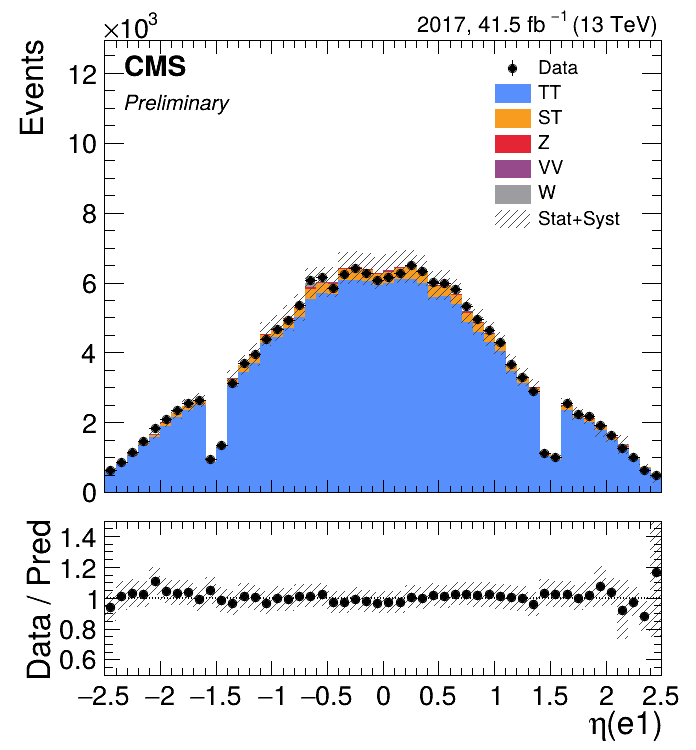 ×10³
2017, 41.5 fb⁻¹ (13 TeV)
CMS
Preliminary
Events
12
10
8
6
4
2
0
Data
TT
ST
Z
VV
W
Stat+Syst
Data / Pred
1.4
1.2
1
0.8
0.6
−2.5 −2 −1.5 −1 −0.5 0 0.5 1 1.5 2 2.5
η(e1)